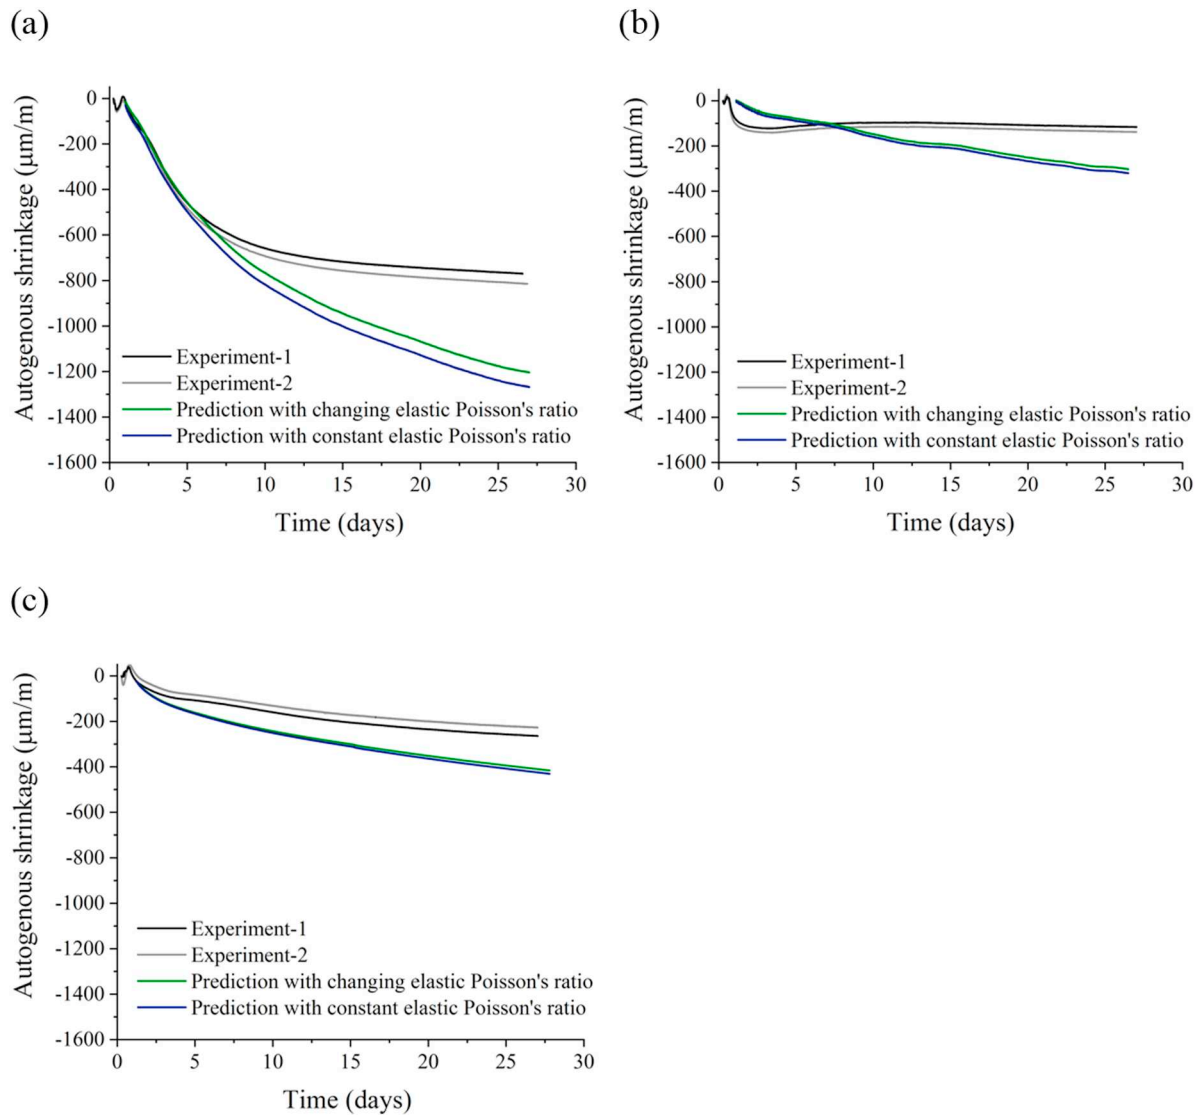 (a)
Autogenous shrinkage (μm/m)
0
-200
-400
-600
-800
-1000
-1200
-1400
-1600
Experiment-1
Experiment-2
Prediction with changing elastic Poisson's ratio
Prediction with constant elastic Poisson's ratio
0 5 10 15 20 25 30
Time (days)
(b)
Autogenous shrinkage (μm/m)
0
-200
-400
-600
-800
-1000
-1200
-1400
-1600
Experiment-1
Experiment-2
Prediction with changing elastic Poisson's ratio
Prediction with constant elastic Poisson's ratio
0 5 10 15 20 25 30
Time (days)
(c)
Autogenous shrinkage (μm/m)
0
-200
-400
-600
-800
-1000
-1200
-1400
-1600
Experiment-1
Experiment-2
Prediction with changing elastic Poisson's ratio
Prediction with constant elastic Poisson's ratio
0 5 10 15 20 25 30
Time (days)